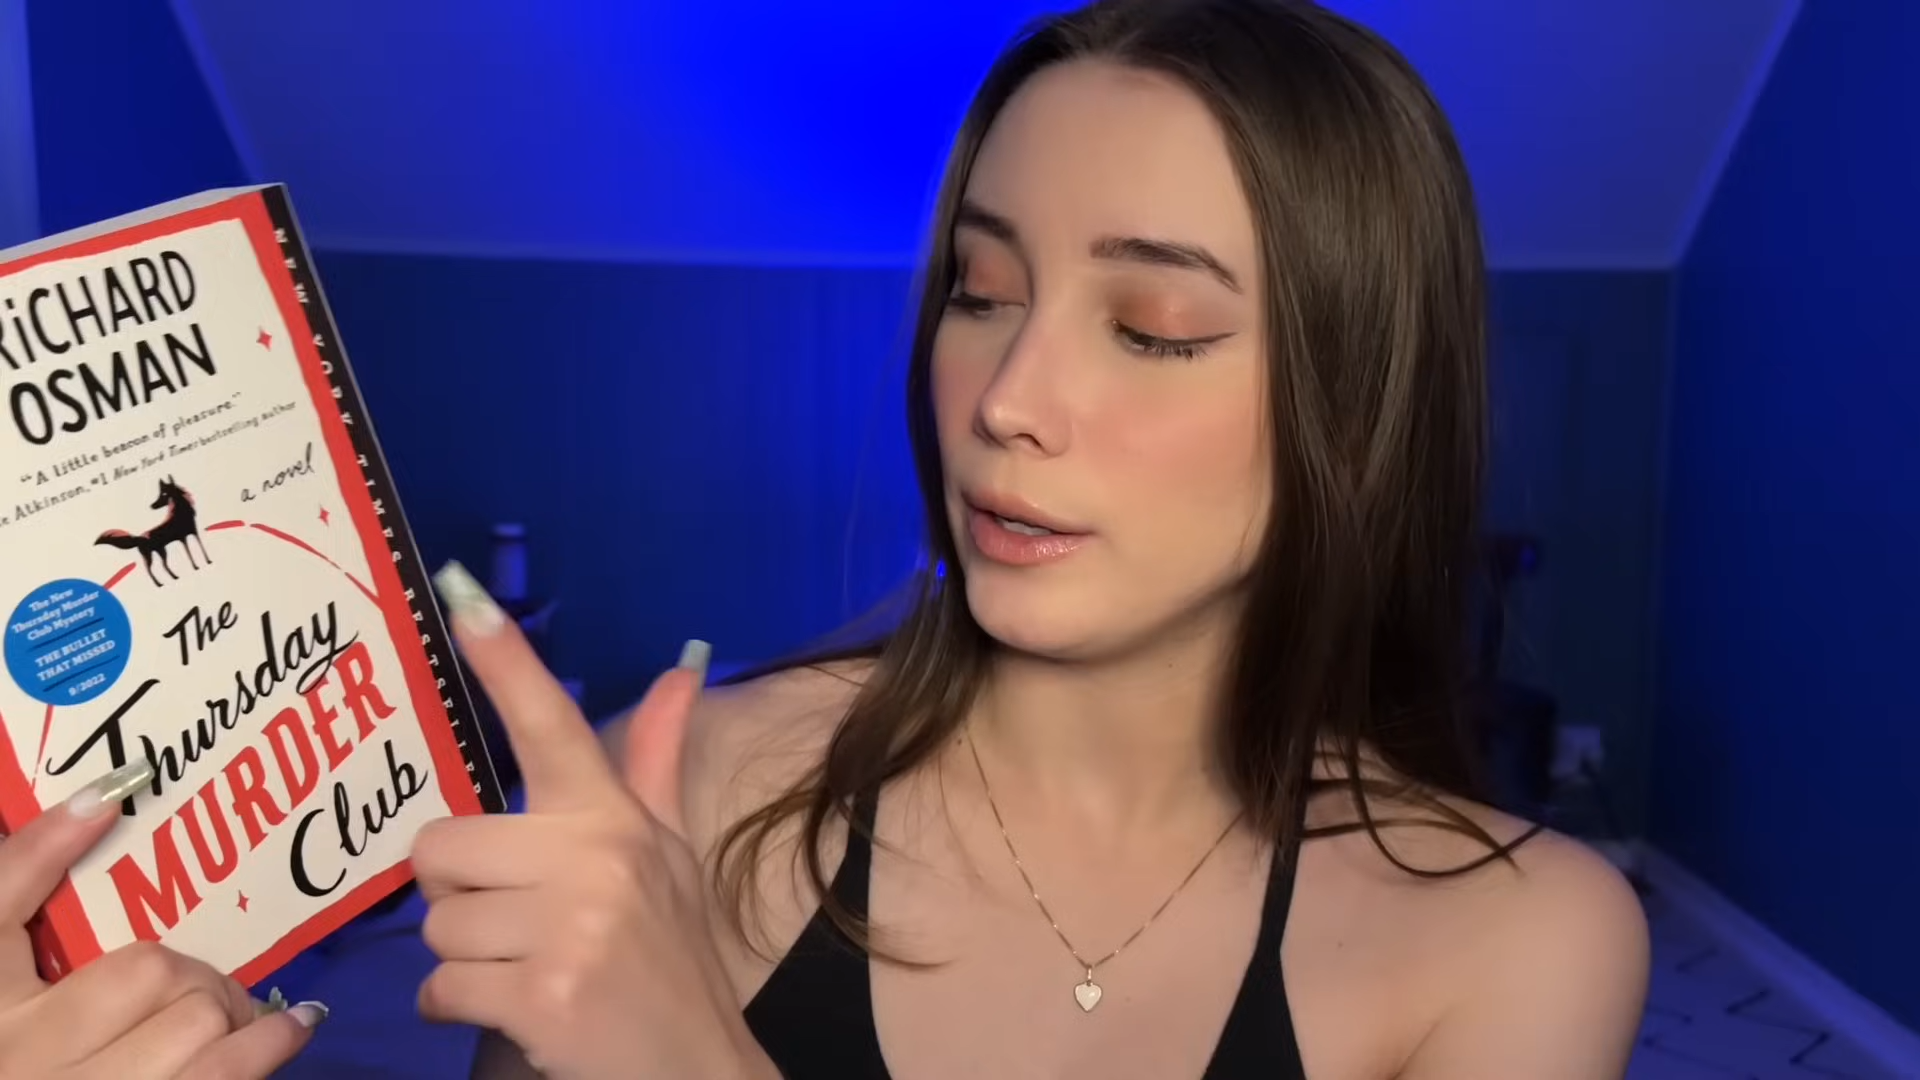 RiCHARD
OSMAN
"A little beacon of pleasure."
Atkinson, #1 New York Times bestselling author
a novel
The New
Thursday Murder
Club Mystery
THE BULLET
THAT MISSED
9/2022
The
Thursday
MURDER
Club
NEW YORK TIMES BESTSELLER